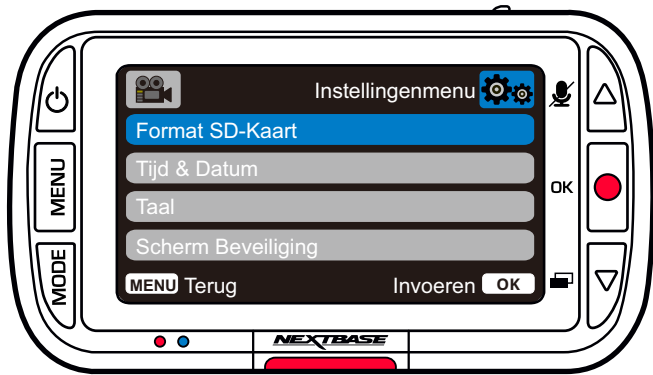 Instellingenmenu
Format SD-Kaart
Tijd & Datum
Taal
Scherm Beveiliging
MENU Terug Invoeren OK
MENU
MODE
OK
NEXTBASE